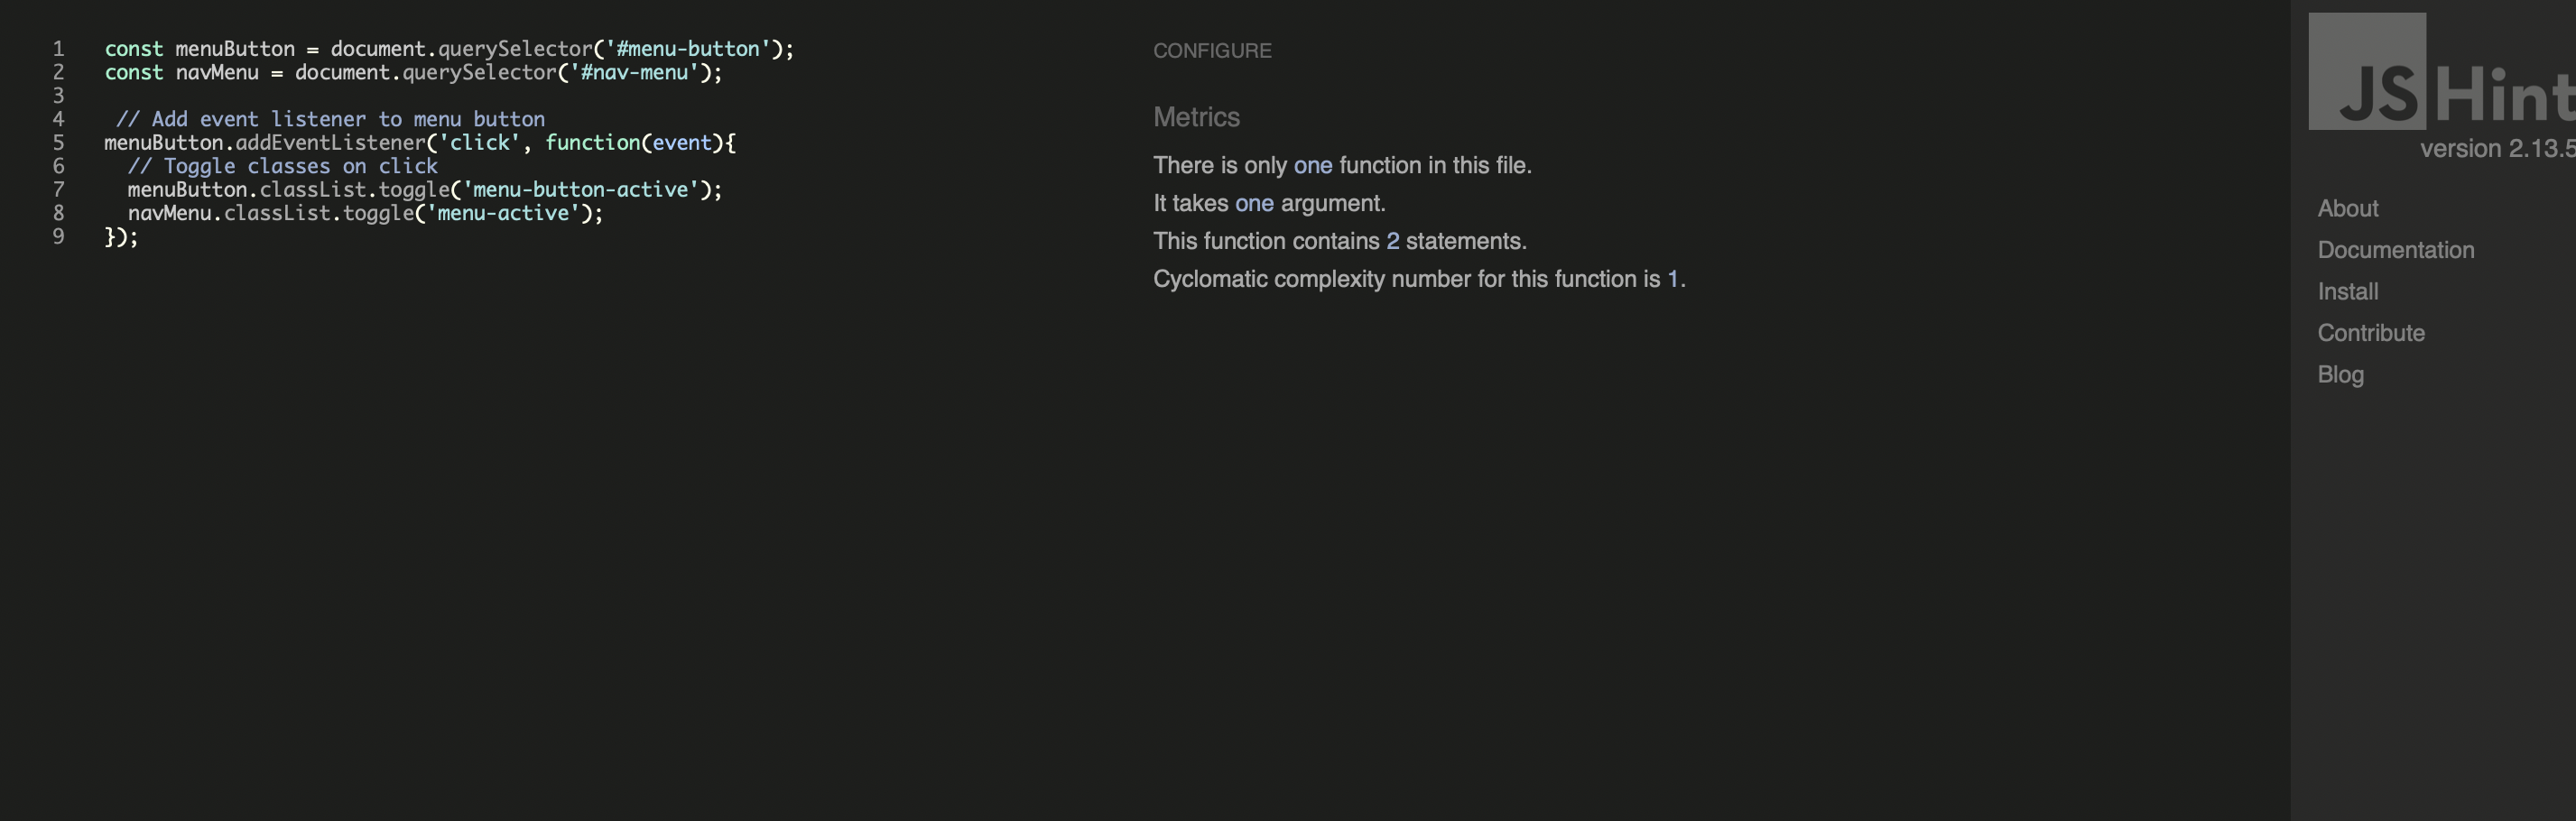 1 const menuButton = document.querySelector('#menu-button');
2 const navMenu = document.querySelector('#nav-menu');
3
4 // Add event listener to menu button
5 menuButton.addEventListener('click', function(event){
6 // Toggle classes on click
7 menuButton.classList.toggle('menu-button-active');
8 navMenu.classList.toggle('menu-active');
9 });
CONFIGURE
Metrics
There is only one function in this file.
It takes one argument.
This function contains 2 statements.
Cyclomatic complexity number for this function is 1.
JSHint
version 2.13.5
About
Documentation
Install
Contribute
Blog